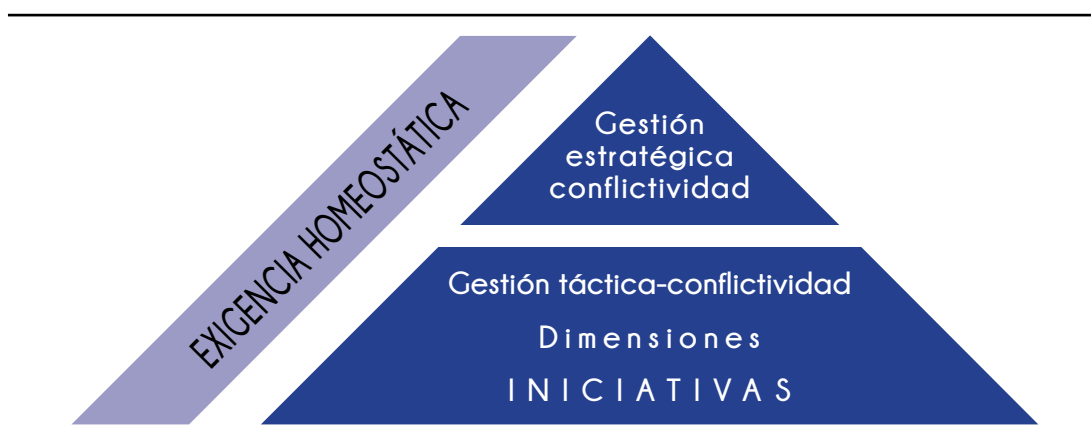 EXIGENCIA HOMEOSTÁTICA
Gestión
estratégica
conflictividad
Gestión táctica-conflictividad
Dimensiones
INICIATIVAS